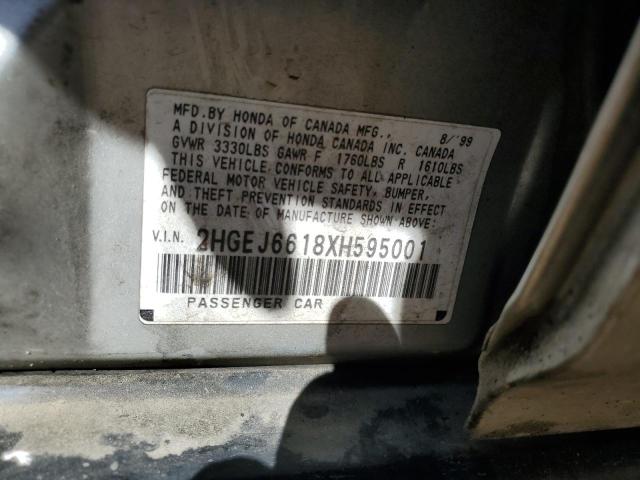 MFD.BY HONDA OF CANADA MFG., 8/'99
A DIVISION OF HONDA CANADA INC. CANADA
GVWR 3330LBS GAWR F 1760LBS R 1610LBS
THIS VEHICLE CONFORMS TO ALL APPLICABLE
FEDERAL MOTOR VEHICLE SAFETY, BUMPER,
AND THEFT PREVENTION STANDARDS IN EFFECT
ON THE DATE OF MANUFACTURE SHOWN ABOVE:
V.I.N. 2HGEJ6618XH595001
PASSENGER CAR